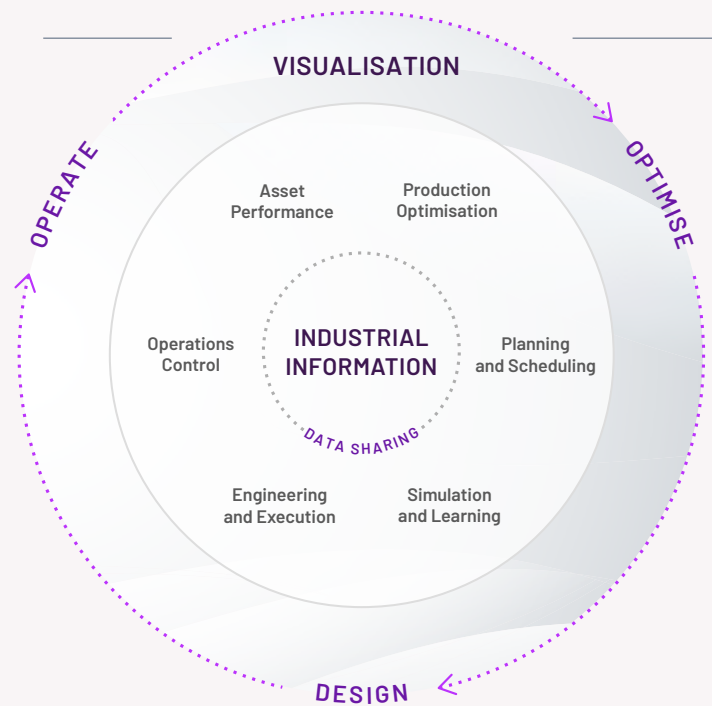 VISUALISATION
OPERATE
OPTIMISE
Asset
Performance
Production
Optimisation
Operations
Control
INDUSTRIAL
INFORMATION
Planning
and Scheduling
DATA SHARING
Engineering
and Execution
Simulation
and Learning
DESIGN